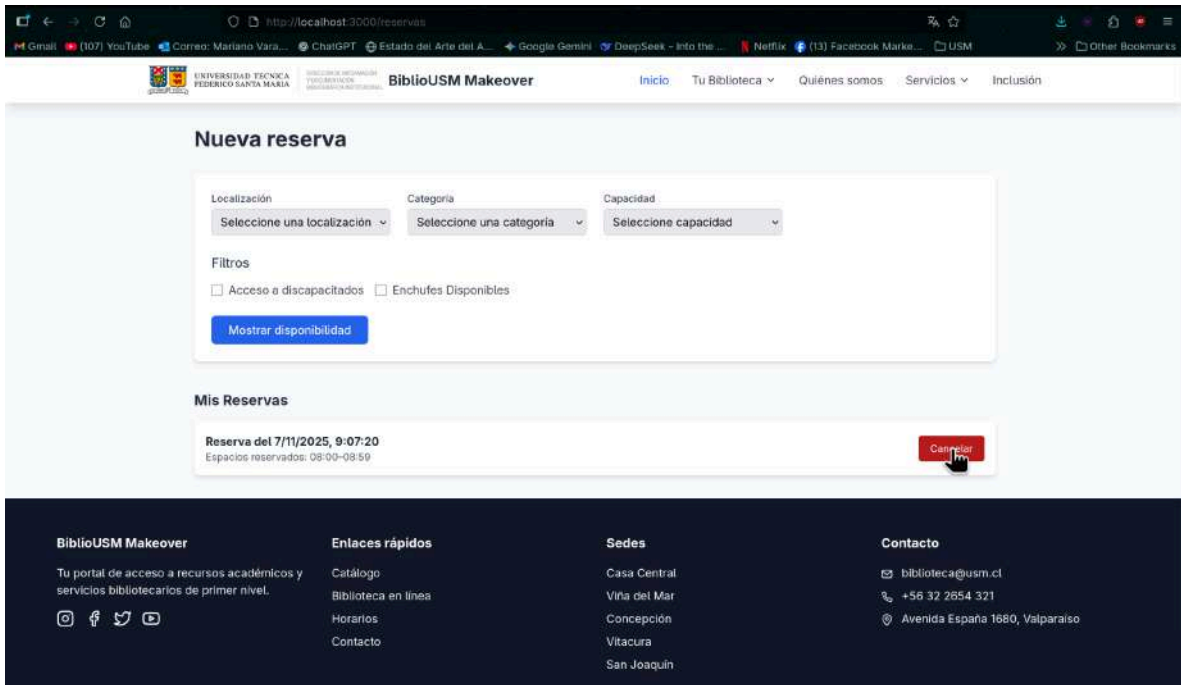 http://localhost:3000/reservas
Gmail (107) YouTube Correo: Mariano Vara... ChatGPT Estado del Arte del A... Google Gemini DeepSeek - Into the ... Netflix (13) Facebook Marke... USM Other Bookmarks
UNIVERSIDAD TECNICA
FEDERICO SANTA MARIA
BiblioUSM Makeover
Inicio Tu Biblioteca Quiénes somos Servicios Inclusión
Nueva reserva
Localización Categoría Capacidad
Seleccione una localización Seleccione una categoría Seleccione capacidad
Filtros
Acceso a discapacitados Enchufes Disponibles
Mostrar disponibilidad
Mis Reservas
Reserva del 7/11/2025, 9:07:20
Espacios reservados: 08:00–08:59
Cancelar
BiblioUSM Makeover
Tu portal de acceso a recursos académicos y
servicios bibliotecarios de primer nivel.
Enlaces rápidos
Catálogo
Biblioteca en línea
Horarios
Contacto
Sedes
Casa Central
Viña del Mar
Concepción
Vitacura
San Joaquín
Contacto
biblioteca@usm.cl
+56 32 2654 321
Avenida España 1680, Valparaíso